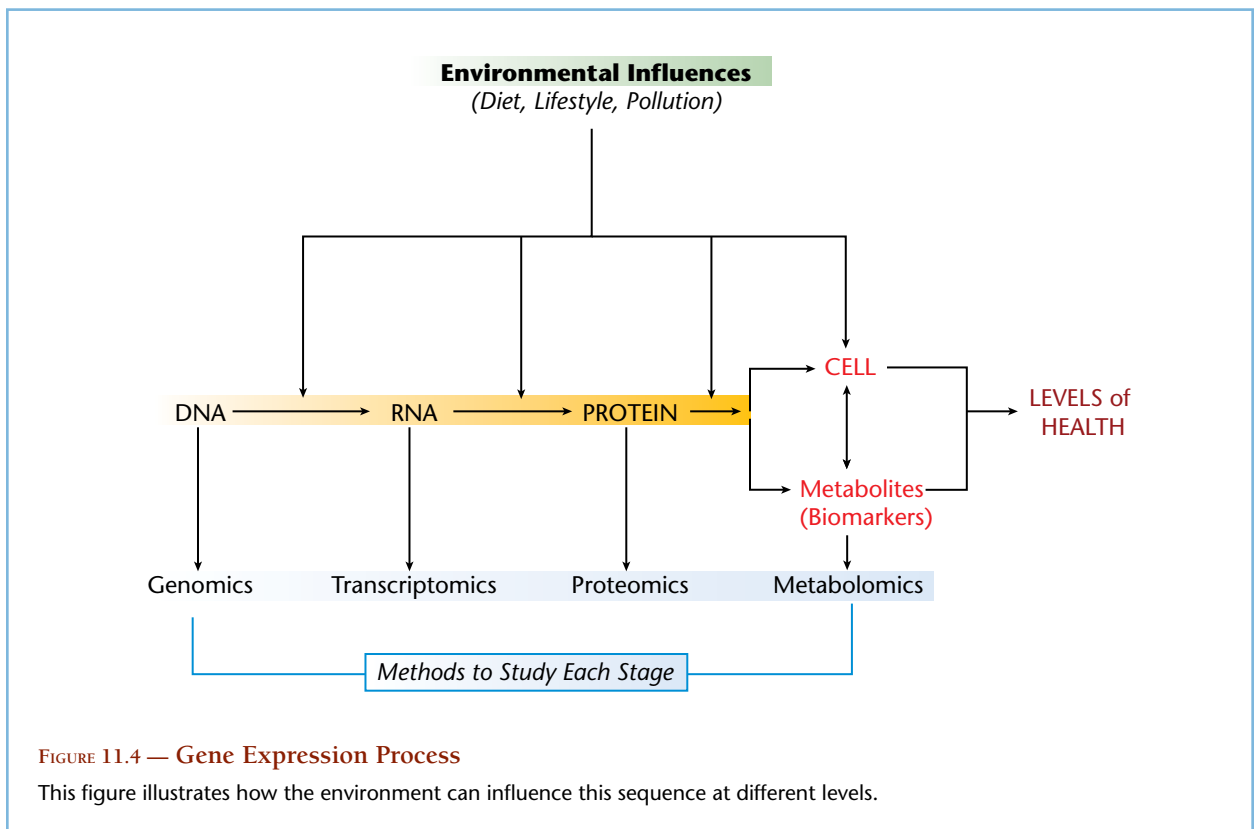 Environmental Influences
(Diet, Lifestyle, Pollution)
DNA
RNA
PROTEIN
CELL
Metabolites
(Biomarkers)
LEVELS of
HEALTH
Genomics
Transcriptomics
Proteomics
Metabolomics
Methods to Study Each Stage
FIGURE 11.4 — Gene Expression Process
This figure illustrates how the environment can influence this sequence at different levels.